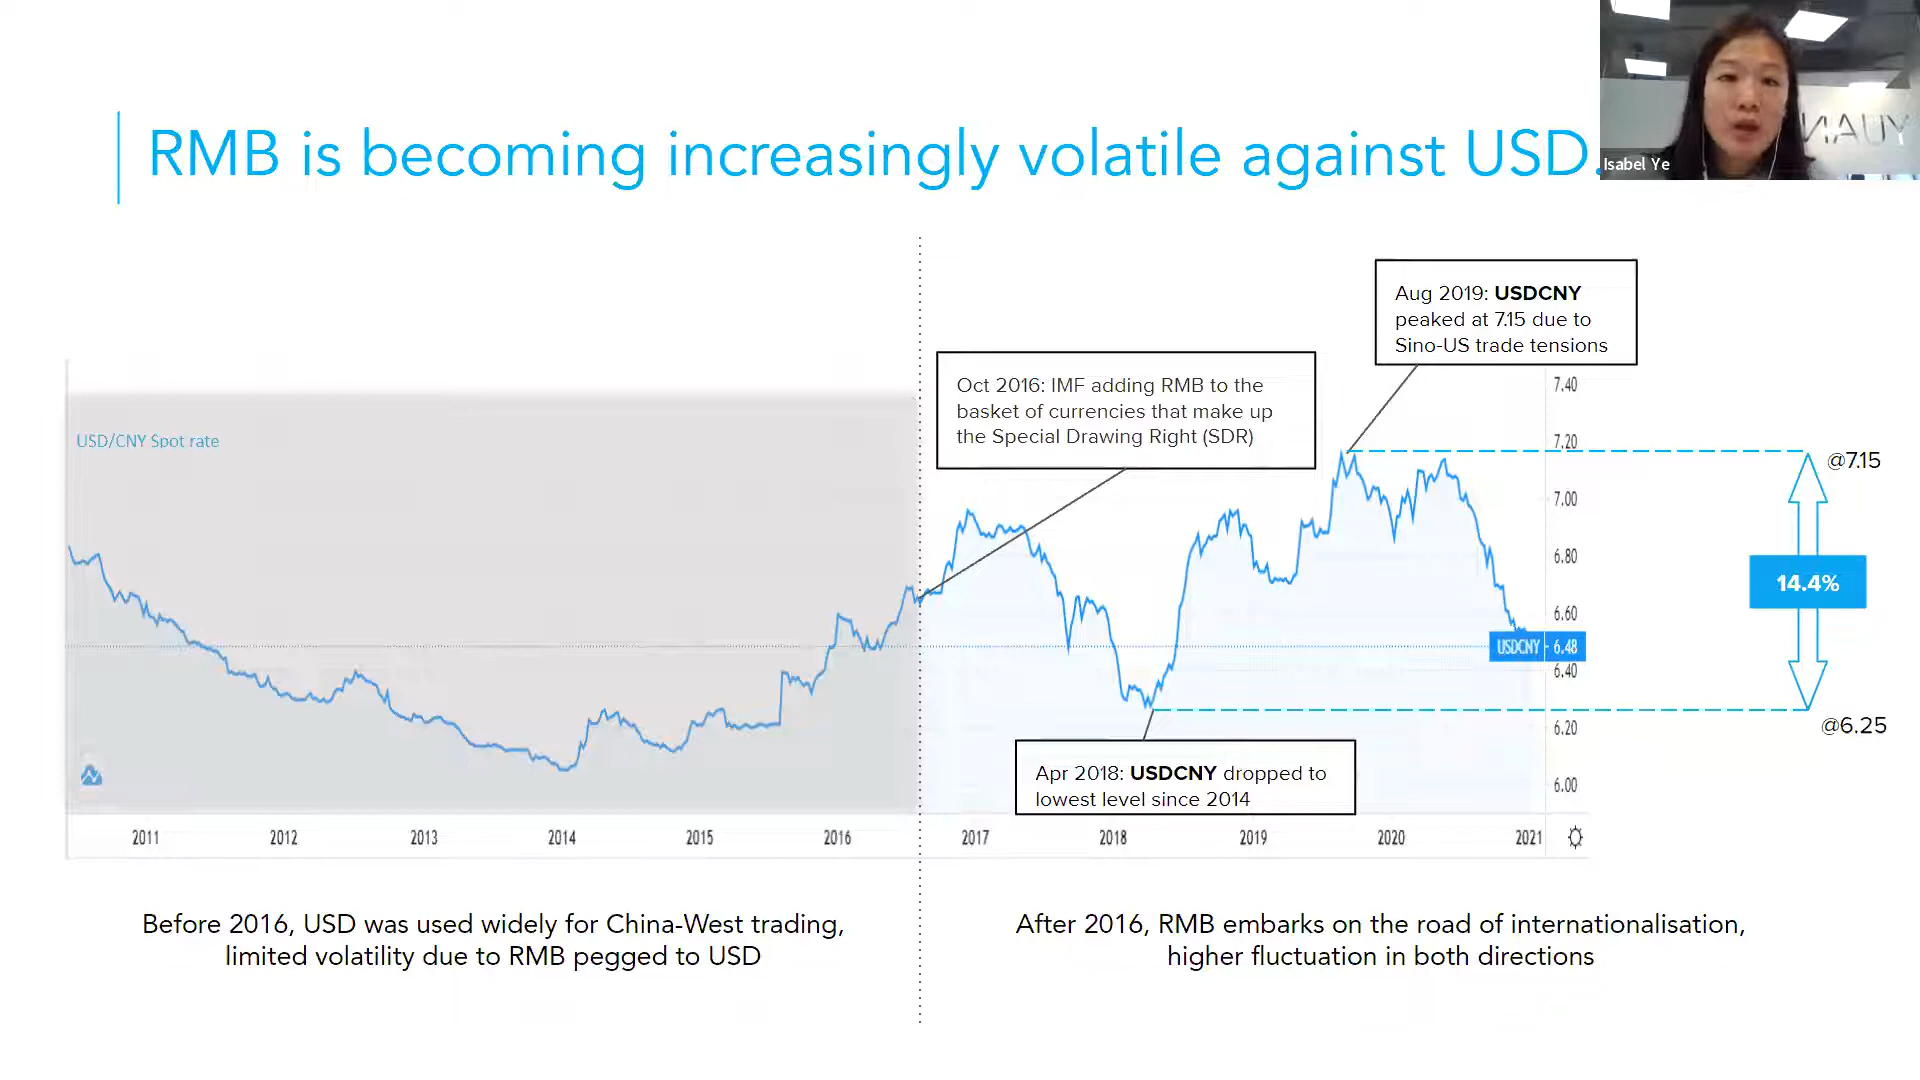 RMB is becoming increasingly volatile against USD.
YUAN
Isabel Ye
Aug 2019: USDCNY
peaked at 7.15 due to
Sino-US trade tensions
Oct 2016: IMF adding RMB to the
basket of currencies that make up
the Special Drawing Right (SDR)
USD/CNY Spot rate
7.40
7.20
7.00
6.80
6.60
USDCNY 6.48
6.40
6.20
6.00
@7.15
14.4%
@6.25
Apr 2018: USDCNY dropped to
lowest level since 2014
2011 2012 2013 2014 2015 2016 2017 2018 2019 2020 2021
Before 2016, USD was used widely for China-West trading,
limited volatility due to RMB pegged to USD
After 2016, RMB embarks on the road of internationalisation,
higher fluctuation in both directions